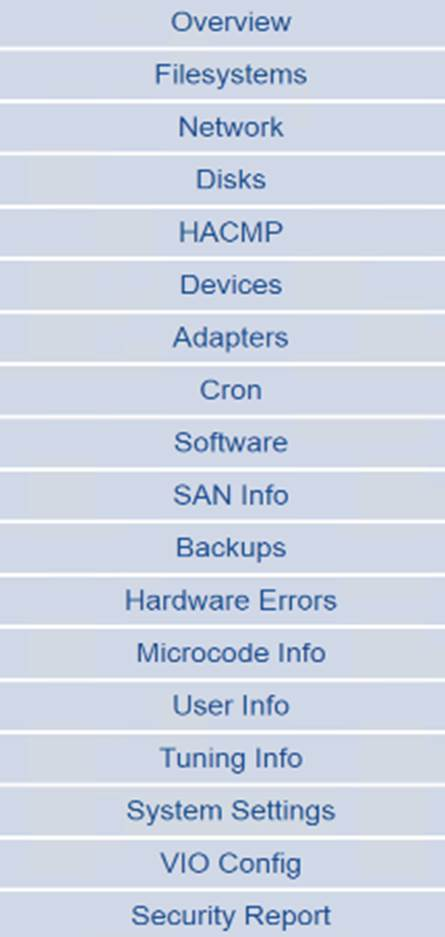 Overview
Filesystems
Network
Disks
HACMP
Devices
Adapters
Cron
Software
SAN Info
Backups
Hardware Errors
Microcode Info
User Info
Tuning Info
System Settings
VIO Config
Security Report